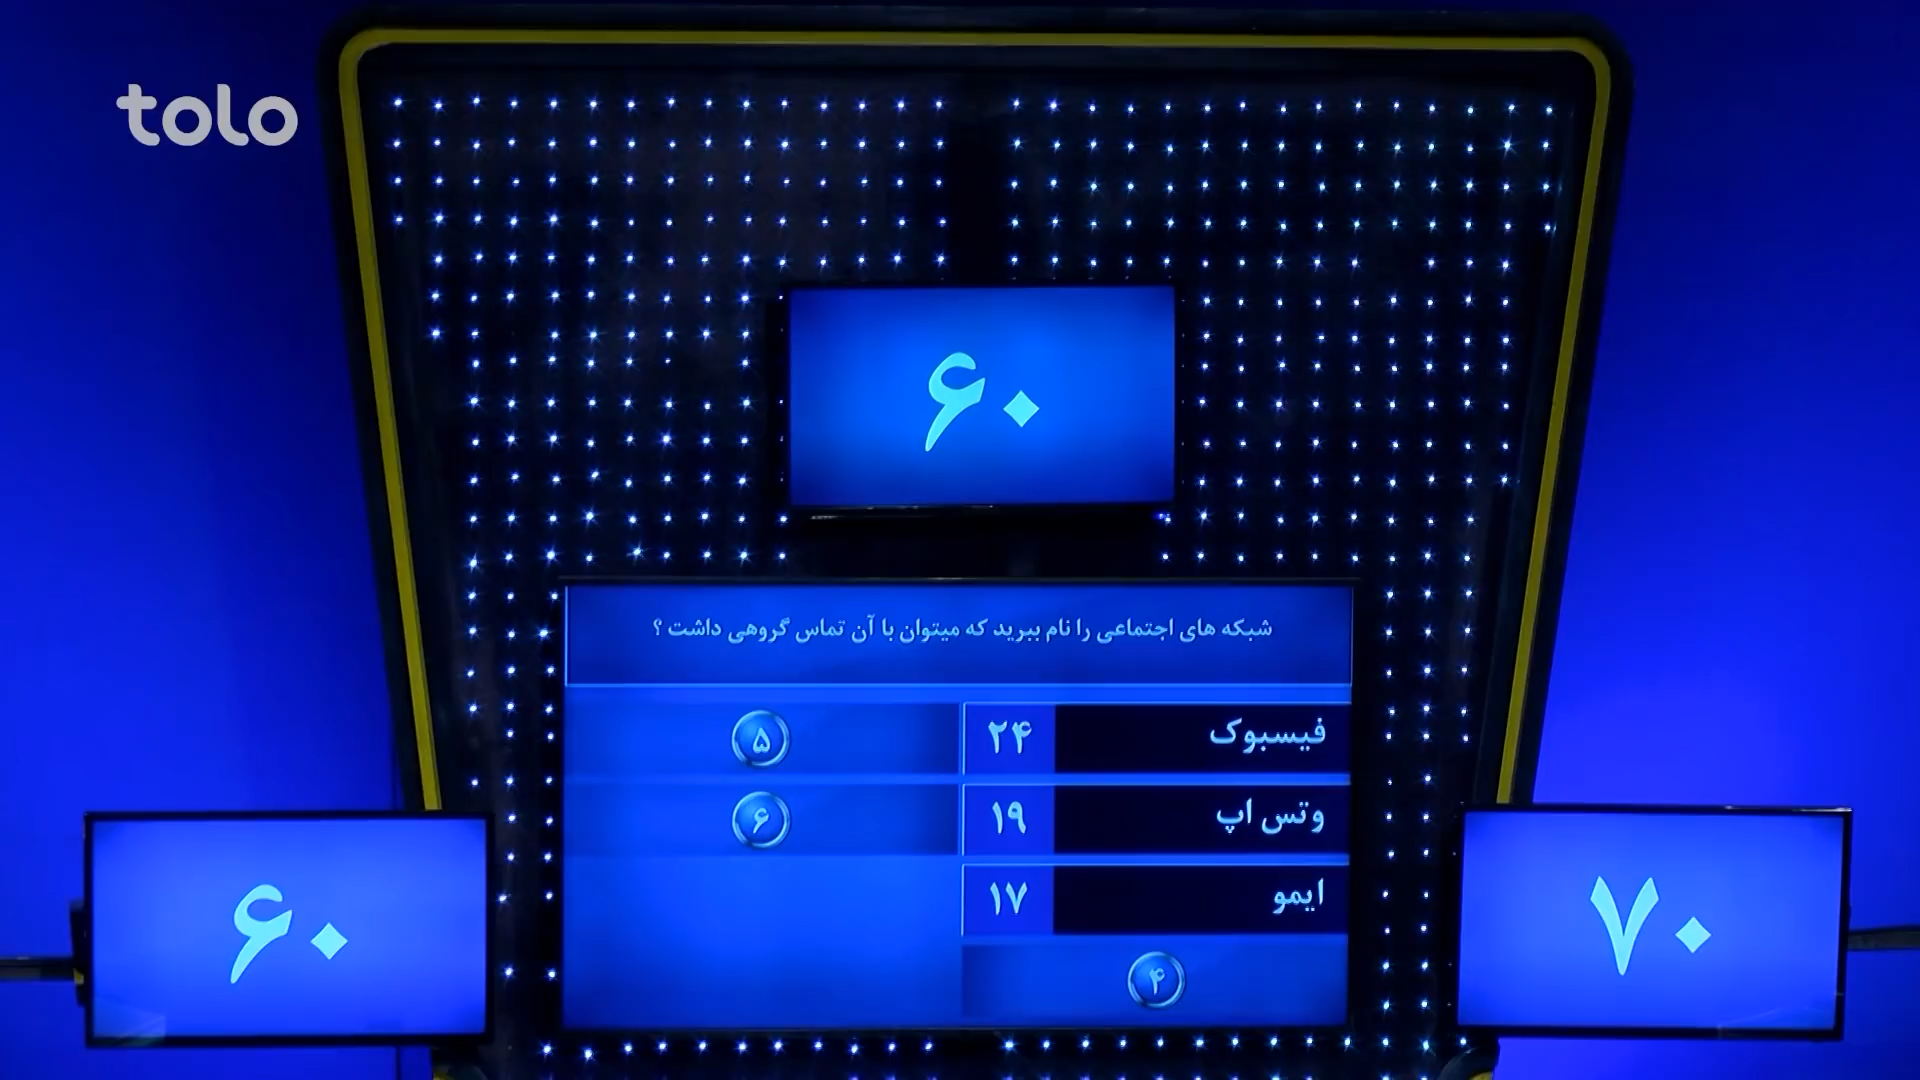 tolo
۶۰
شبکه های اجتماعی را نام ببرید که میتوان با آن تماس گروهی داشت ؟
فیسبوک ۲۴
۵
وتس اپ ۱۹
۶
ایمو ۱۷
۴
۷۰
۶۰